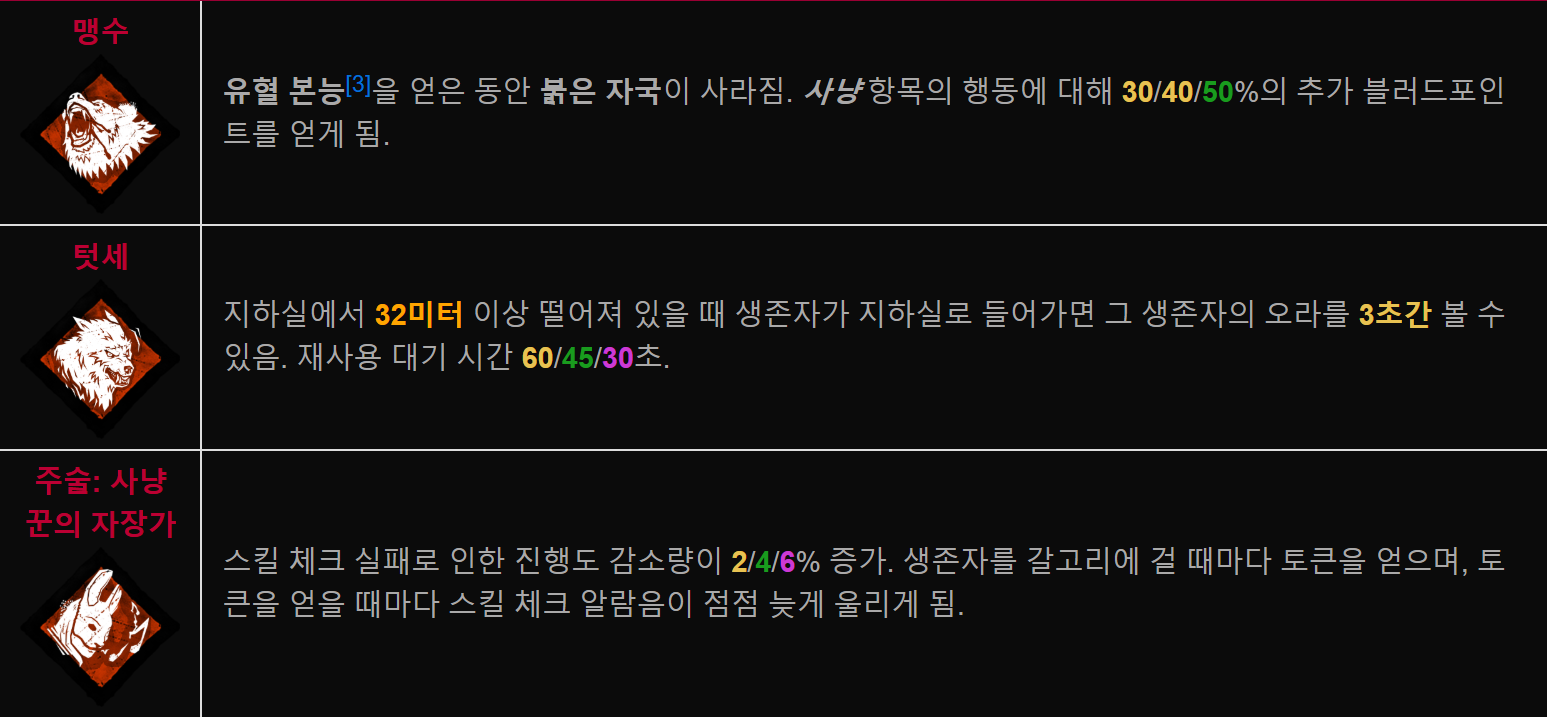 맹수
유혈 본능[3]을 얻은 동안 붉은 자국이 사라짐. 사냥 항목의 행동에 대해 30/40/50%의 추가 블러드포인
트를 얻게 됨.
텃세
지하실에서 32미터 이상 떨어져 있을 때 생존자가 지하실로 들어가면 그 생존자의 오라를 3초간 볼 수
있음. 재사용 대기 시간 60/45/30초.
주술: 사냥
꾼의 자장가
스킬 체크 실패로 인한 진행도 감소량이 2/4/6% 증가. 생존자를 갈고리에 걸 때마다 토큰을 얻으며, 토
큰을 얻을 때마다 스킬 체크 알람음이 점점 늦게 울리게 됨.